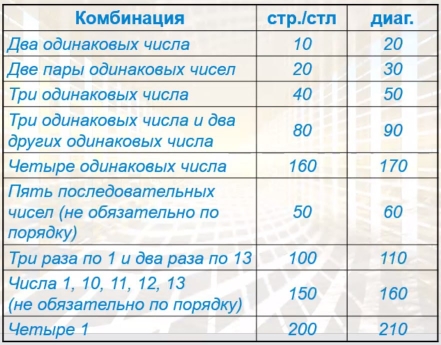 Комбинация стр./стл диаг.
Два одинаковых числа 10 20
Две пары одинаковых чисел 20 30
Три одинаковых числа 40 50
Три одинаковых числа и два
других одинаковых числа 80 90
Четыре одинаковых числа 160 170
Пять последовательных
чисел (не обязательно по 50 60
порядку)
Три раза по 1 и два раза по 13 100 110
Числа 1, 10, 11, 12, 13
(не обязательно по порядку) 150 160
Четыре 1 200 210